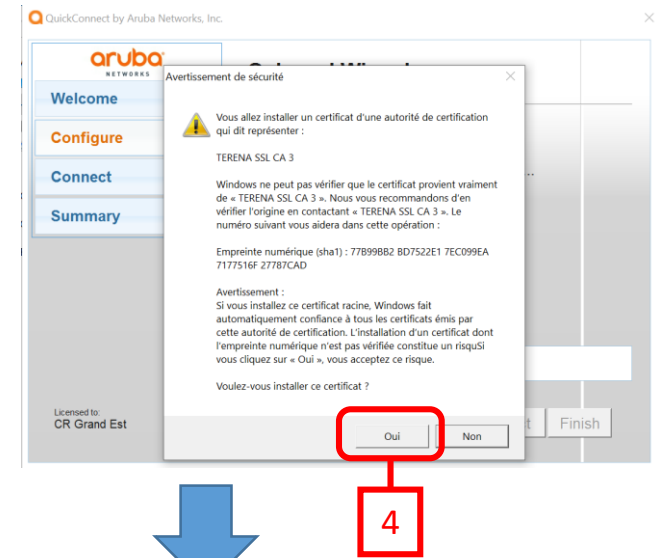 QuickConnect by Aruba Networks, Inc.
aruba
NETWORKS
Welcome
Configure
Connect
Summary
Avertissement de sécurité
Vous allez installer un certificat d'une autorité de certification
qui dit représenter :
TERENA SSL CA 3
Windows ne peut pas vérifier que le certificat provient vraiment
de « TERENA SSL CA 3 ». Nous vous recommandons d'en
vérifier l'origine en contactant « TERENA SSL CA 3 ». Le
numéro suivant vous aidera dans cette opération :
Empreinte numérique (sha1) : 77B99BB2 BD7522E1 7EC099EA
7177516F 27787CAD
Avertissement :
Si vous installez ce certificat racine, Windows fait
automatiquement confiance à tous les certificats émis par
cette autorité de certification. L'installation d'un certificat dont
l'empreinte numérique n'est pas vérifiée constitue un risquSi
vous cliquez sur « Oui », vous acceptez ce risque.
Voulez-vous installer ce certificat ?
Oui
Non
Licensed to:
CR Grand Est
Finish
4